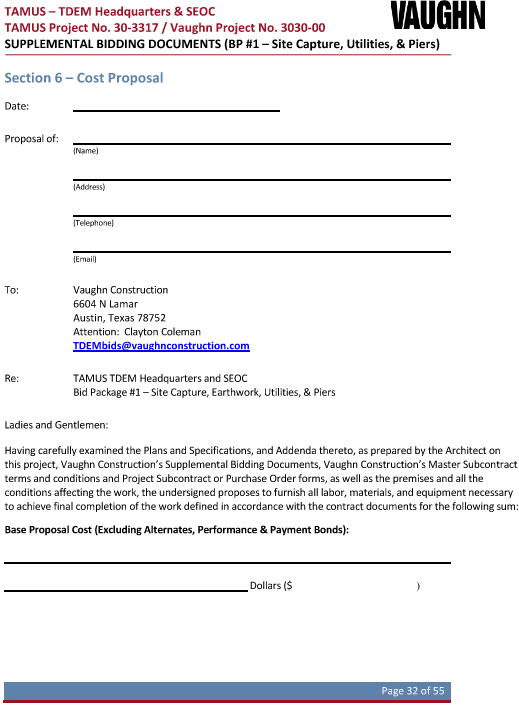 TAMUS – TDEM Headquarters & SEOC
VAUGHN
TAMUS Project No. 30-3317 / Vaughn Project No. 3030-00
SUPPLEMENTAL BIDDING DOCUMENTS (BP #1 – Site Capture, Utilities, & Piers)
Section 6 – Cost Proposal
Date:
Proposal of:
(Name)
(Address)
(Telephone)
(Email)
To: Vaughn Construction
6604 N Lamar
Austin, Texas 78752
Attention: Clayton Coleman
TDEMbids@vaughnconstruction.com
Re: TAMUS TDEM Headquarters and SEOC
Bid Package #1 – Site Capture, Earthwork, Utilities, & Piers
Ladies and Gentlemen:
Having carefully examined the Plans and Specifications, and Addenda thereto, as prepared by the Architect on
this project, Vaughn Construction's Supplemental Bidding Documents, Vaughn Construction's Master Subcontract
terms and conditions and Project Subcontract or Purchase Order forms, as well as the premises and all the
conditions affecting the work, the undersigned proposes to furnish all labor, materials, and equipment necessary
to achieve final completion of the work defined in accordance with the contract documents for the following sum:
Base Proposal Cost (Excluding Alternates, Performance & Payment Bonds):
Dollars ($ )
Page 32 of 55